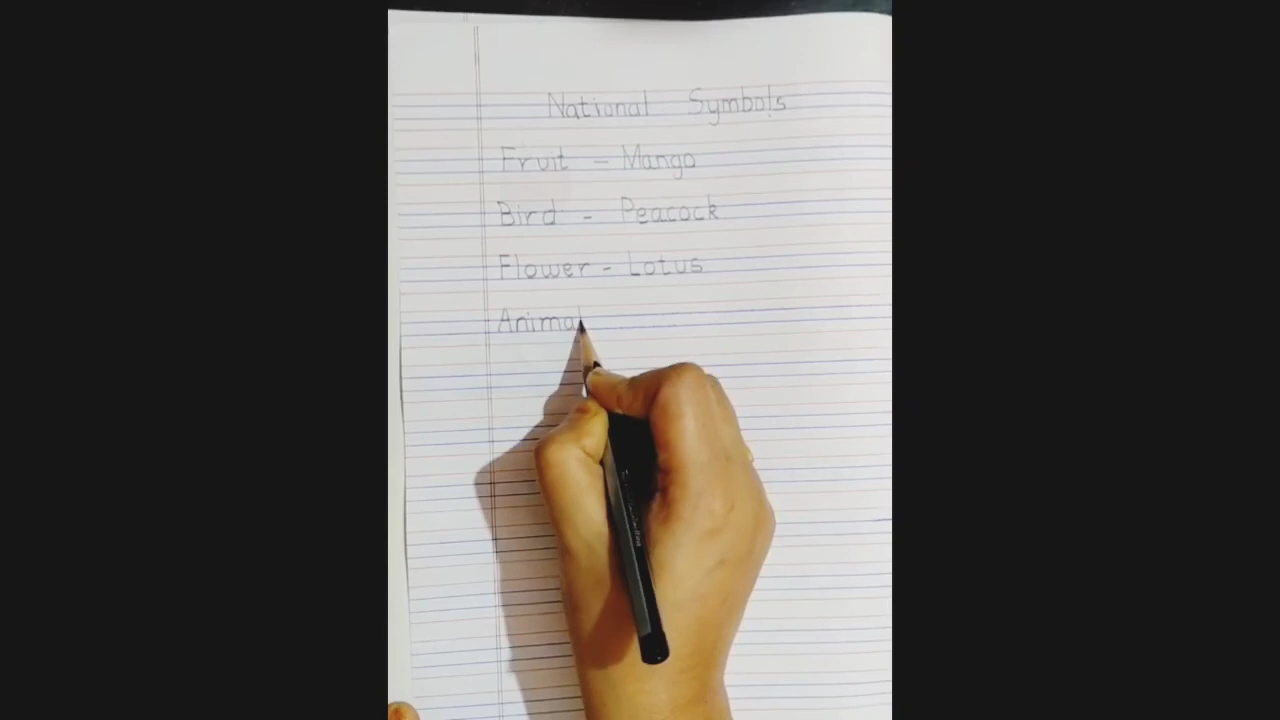 National Symbols
Fruit - Mango
Bird - Peacock
Flower - Lotus
Animal